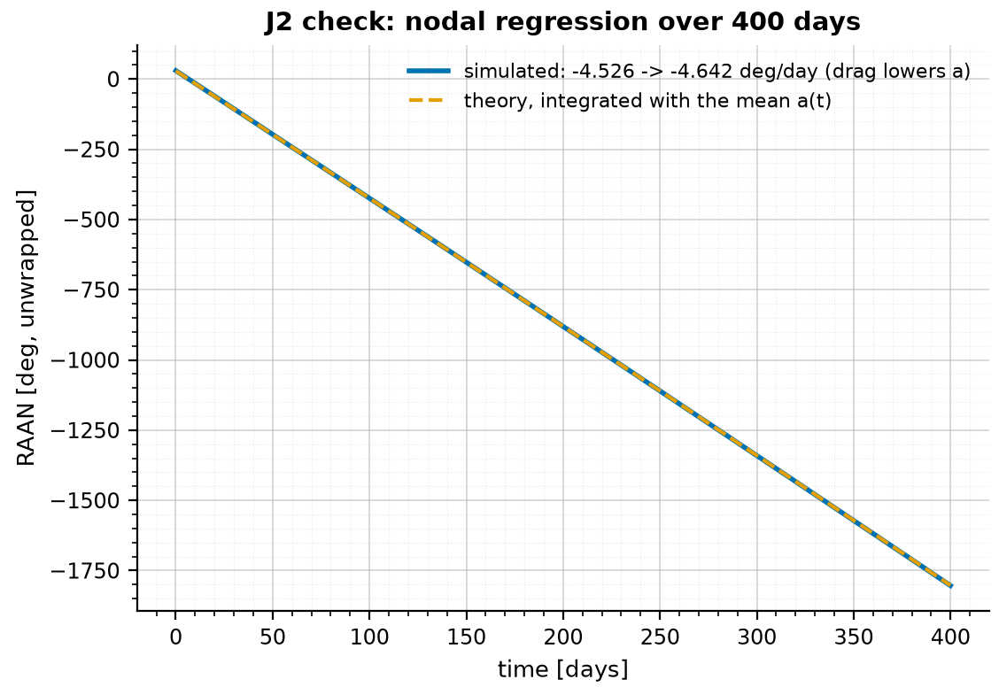 J2 check: nodal regression over 400 days
simulated: -4.526 -> -4.642 deg/day (drag lowers a)
theory, integrated with the mean a(t)
RAAN [deg, unwrapped]
0
−250
−500
−750
−1000
−1250
−1500
−1750
0 50 100 150 200 250 300 350 400
time [days]